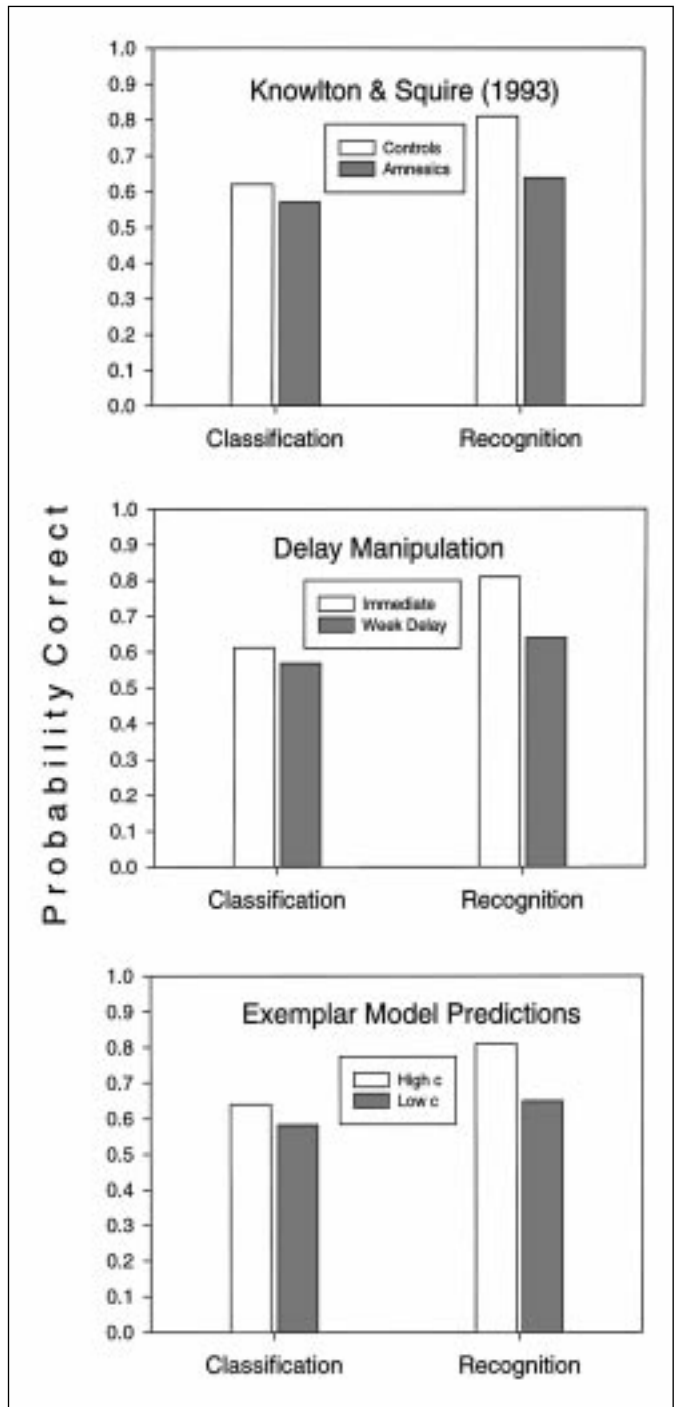 Probability Correct
1.0
0.9
0.8
0.7
0.6
0.5
0.4
0.3
0.2
0.1
0.0
Knowlton & Squire (1993)
Controls
Amnesics
Classification Recognition
1.0
0.9
0.8
0.7
0.6
0.5
0.4
0.3
0.2
0.1
0.0
Delay Manipulation
Immediate
Week Delay
Classification Recognition
1.0
0.9
0.8
0.7
0.6
0.5
0.4
0.3
0.2
0.1
0.0
Exemplar Model Predictions
High c
Low c
Classification Recognition